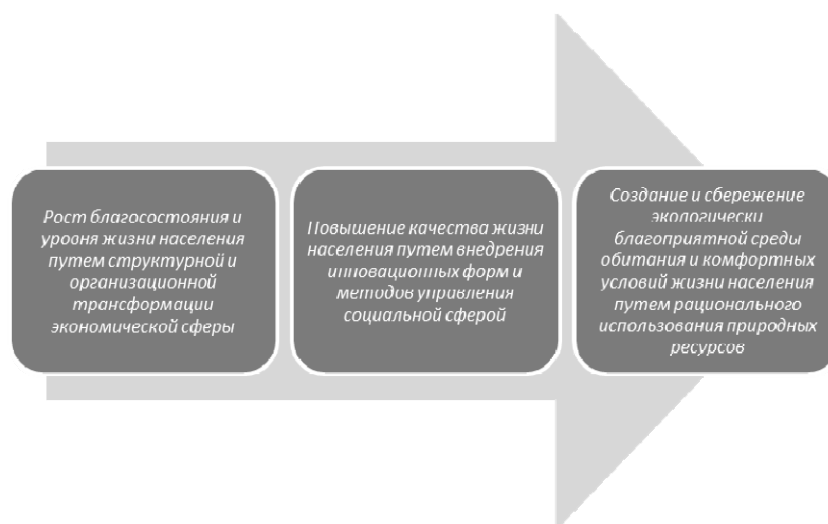 Рост благосостояния и
уровня жизни населения
путем структурной и
организационной
трансформации
экономической сферы
Повышение качества жизни
населения путем внедрения
инновационных форм и
методов управления
социальной сферой
Создание и сбережение
экологически
благоприятной среды
обитания и комфортных
условий жизни населения
путем рационального
использования природных
ресурсов